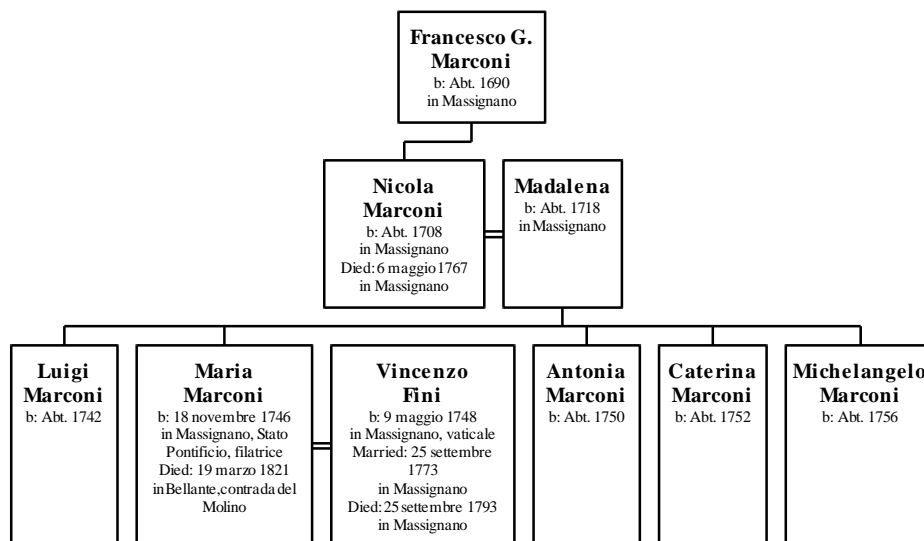 Francesco G.
Marconi
b: Abt. 1690
in Massignano
Nicola
Marconi
b: Abt. 1708
in Massignano
Died: 6 maggio 1767
in Massignano
Madalena
b: Abt. 1718
in Massignano
Luigi
Marconi
b: Abt. 1742
Maria
Marconi
b: 18 novembre 1746
in Massignano, Stato
Pontificio, filatrice
Died: 19 marzo 1821
in Bellante, contrada del
Molino
Vincenzo
Fini
b: 9 maggio 1748
in Massignano, vaticale
Married: 25 settembre
1773
in Massignano
Died: 25 settembre 1793
in Massignano
Antonia
Marconi
b: Abt. 1750
Caterina
Marconi
b: Abt. 1752
Michelangelo
Marconi
b: Abt. 1756